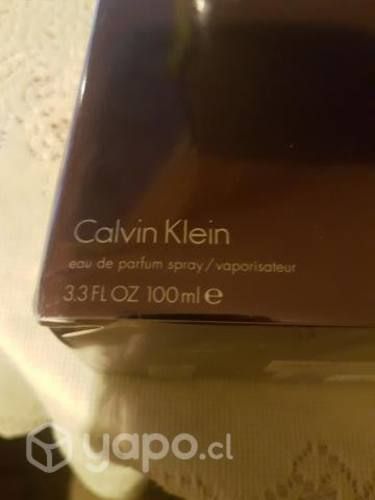 Calvin Klein
eau de parfum spray/vaporisateur
3.3 FL OZ 100 ml ℮
yapo.cl